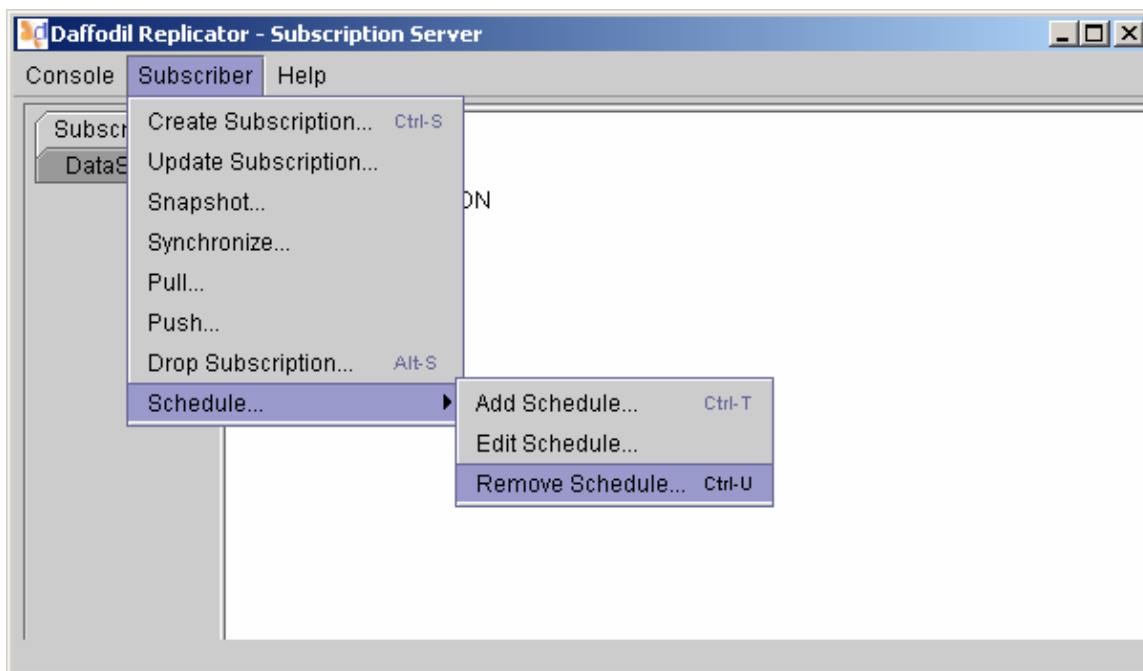 Daffodil Replicator - Subscription Server
Console Subscriber Help
Create Subscription... Ctrl-S
Update Subscription...
Snapshot...
Synchronize...
Pull...
Push...
Drop Subscription... Alt-S
Schedule...
Add Schedule... Ctrl-T
Edit Schedule...
Remove Schedule... Ctrl-U